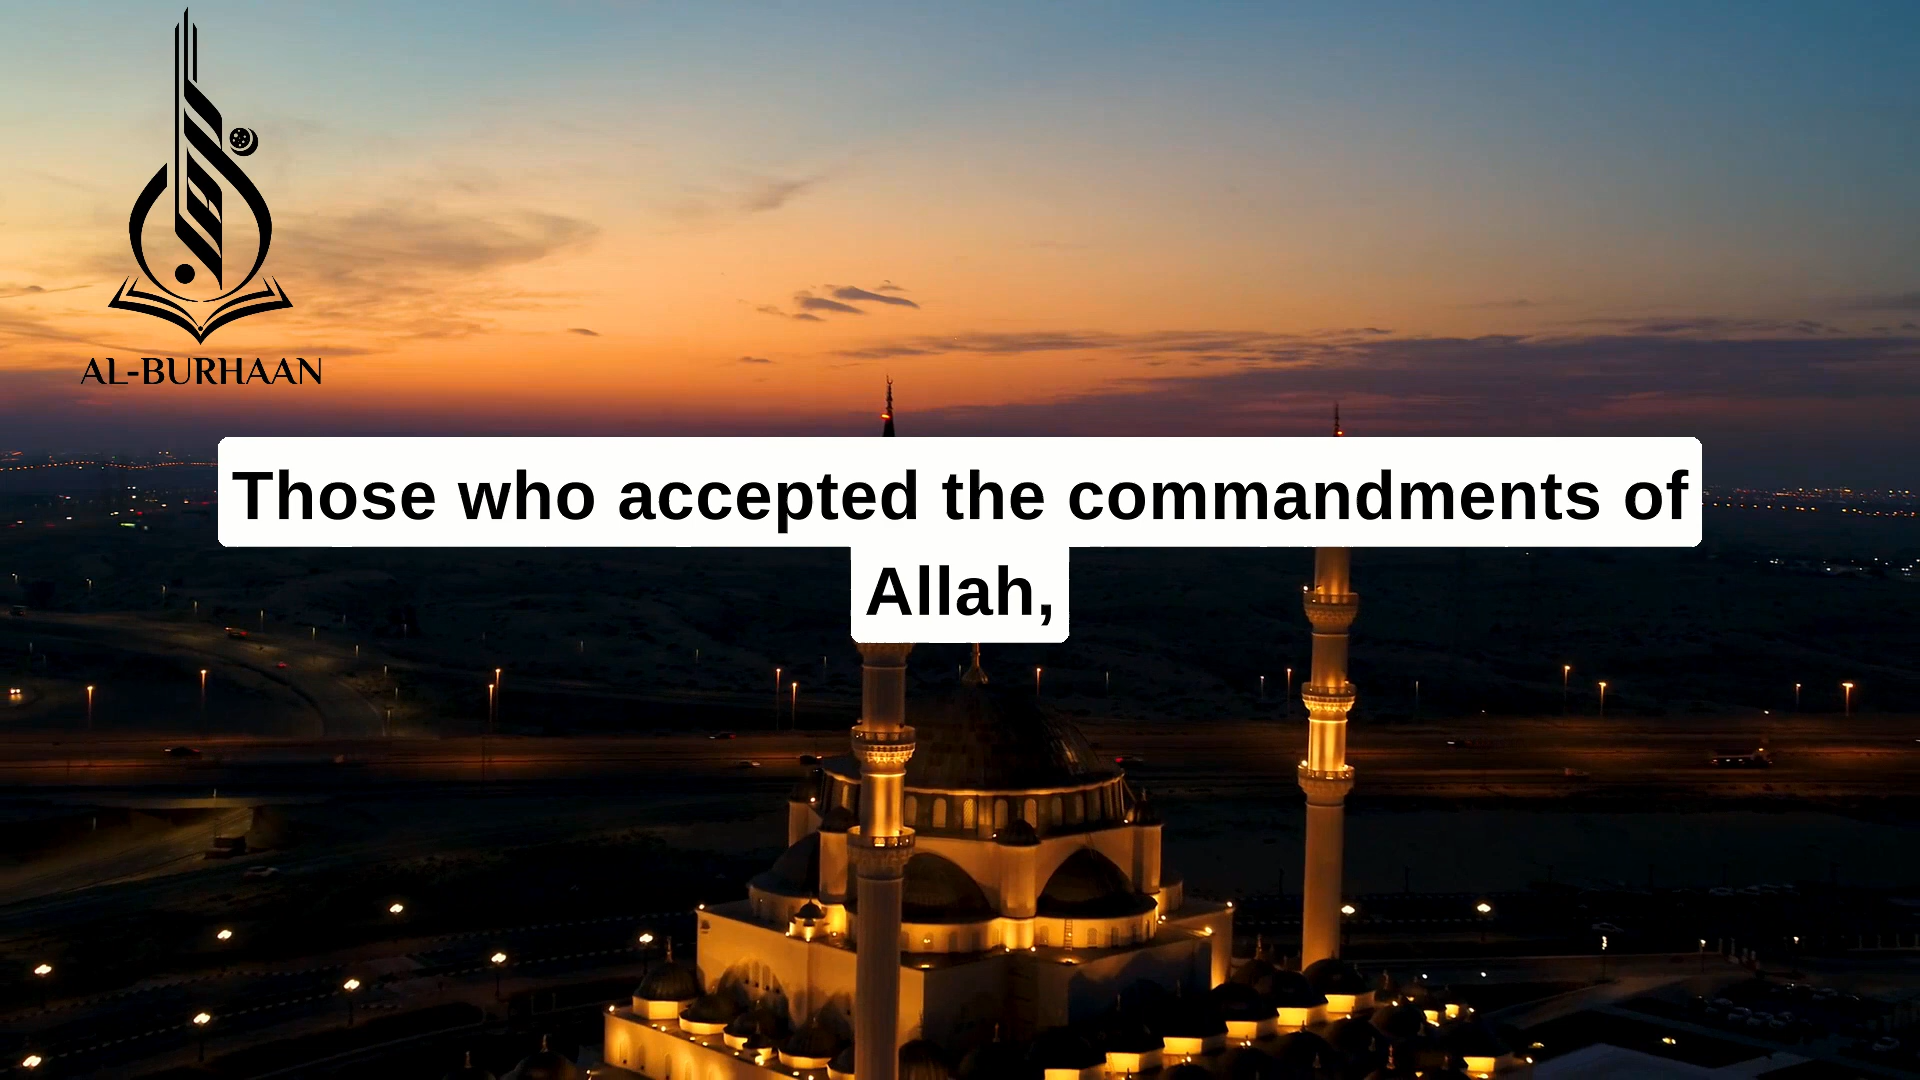 AL-BURHAAN
Those who accepted the commandments of
Allah,